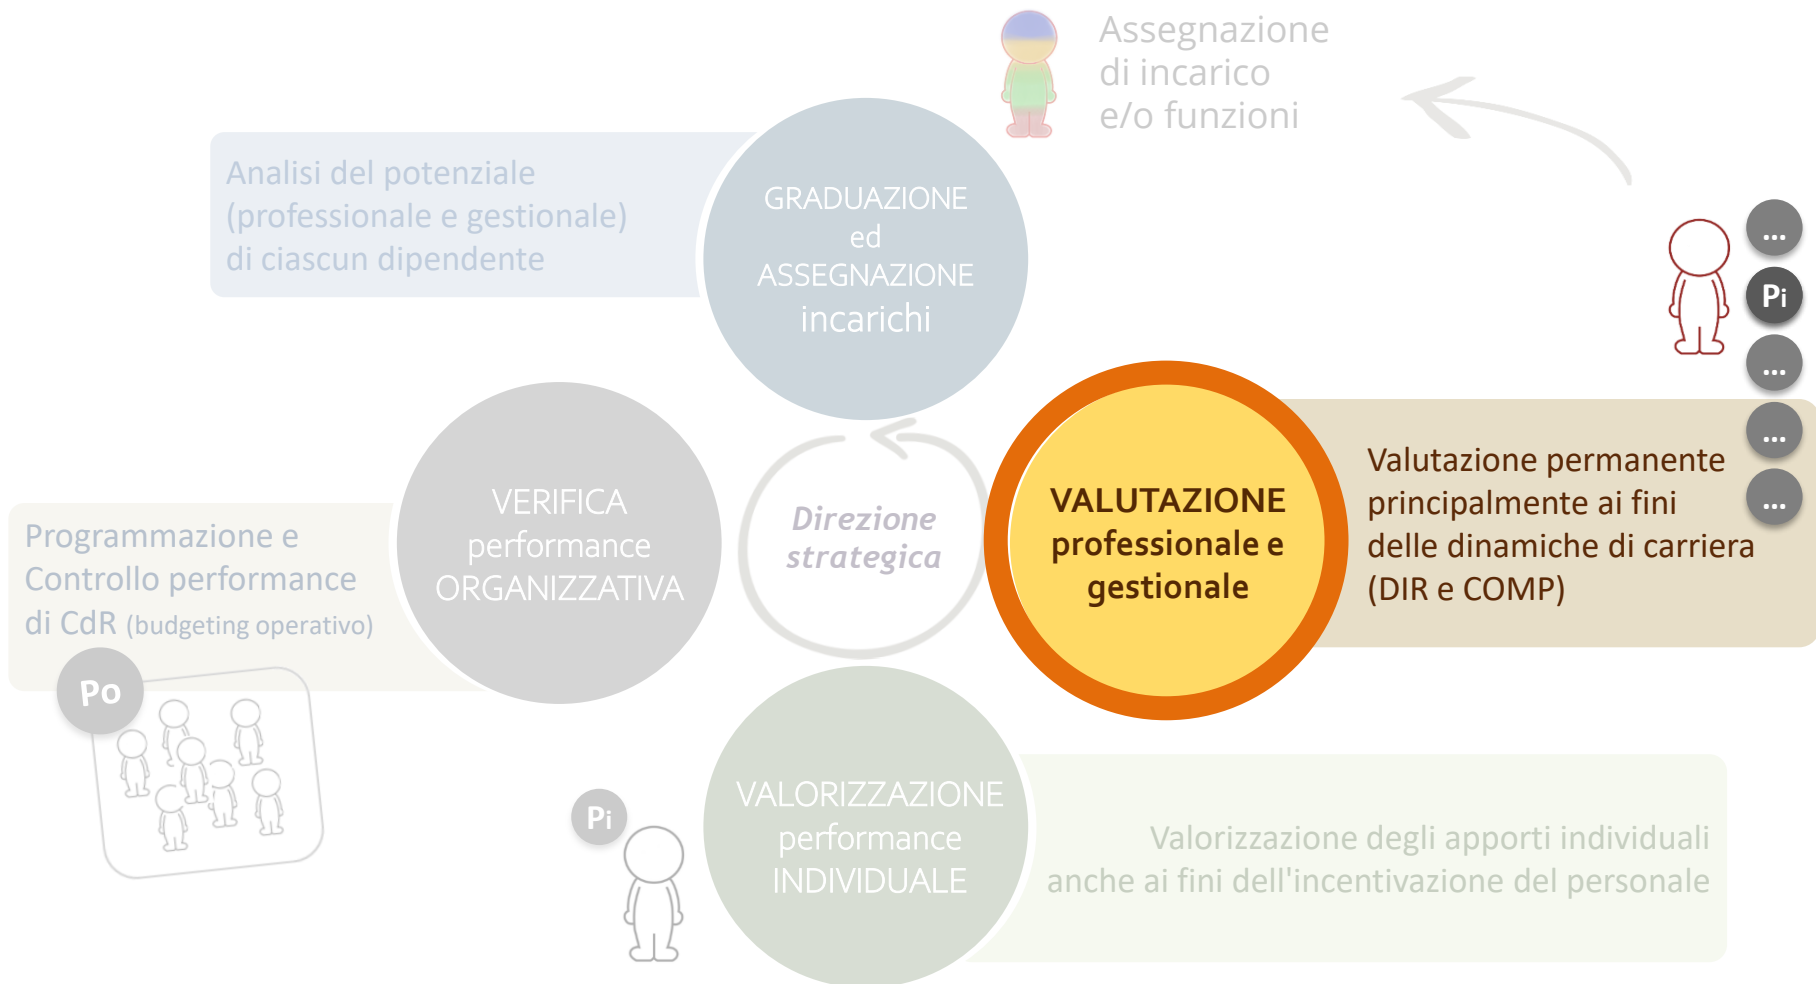 Assegnazione
di incarico
e/o funzioni
Analisi del potenziale
(professionale e gestionale)
di ciascun dipendente
GRADUAZIONE
ed
ASSEGNAZIONE
incarichi
...
Pi
...
...
...
VERIFICA
performance
ORGANIZZATIVA
Direzione
strategica
VALUTAZIONE
professionale e
gestionale
Valutazione permanente
principalmente ai fini
delle dinamiche di carriera
(DIR e COMP)
Programmazione e
Controllo performance
di CdR (budgeting operativo)
Po
Pi
VALORIZZAZIONE
performance
INDIVIDUALE
Valorizzazione degli apporti individuali
anche ai fini dell'incentivazione del personale